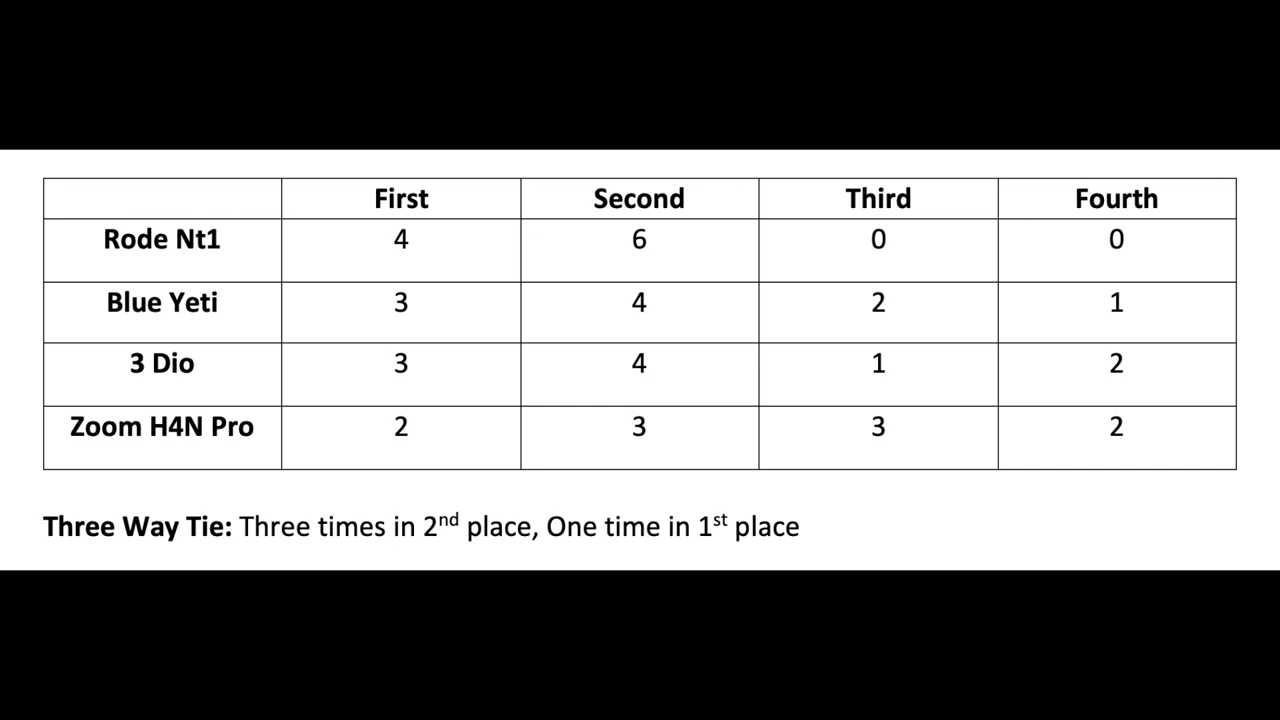 First Second Third Fourth
Rode Nt1 4 6 0 0
Blue Yeti 3 4 2 1
3 Dio 3 4 1 2
Zoom H4N Pro 2 3 3 2
Three Way Tie: Three times in 2nd place, One time in 1st place